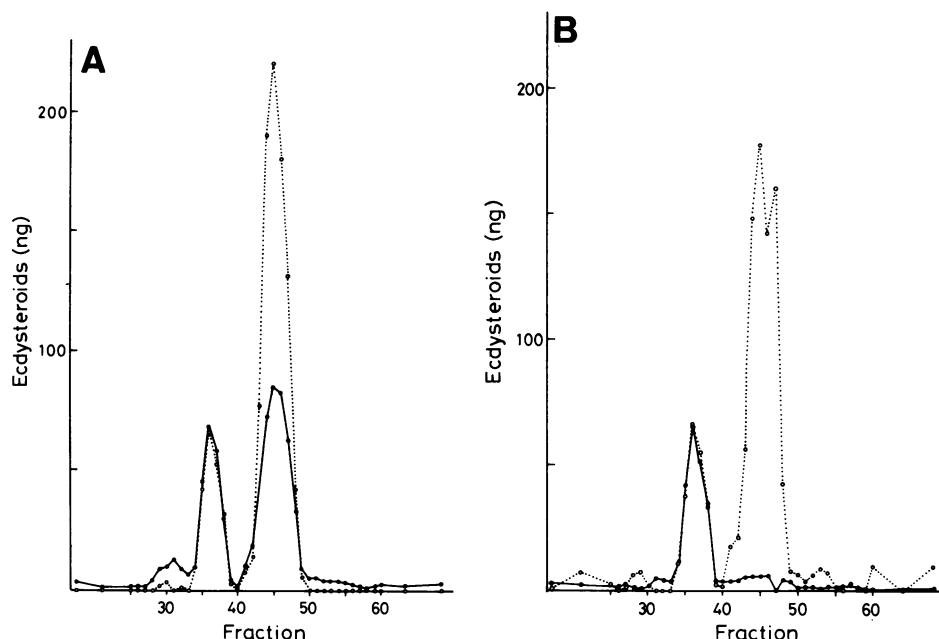 A
200
100
Ecdysteroids (ng)
30 40 50 60
Fraction
B
200
100
Ecdysteroids (ng)
30 40 50 60
Fraction